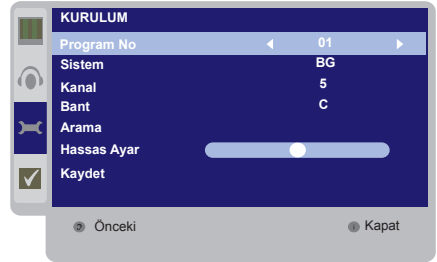 KURULUM
Program No 01
Sistem BG
Kanal 5
Bant C
Arama
Hassas Ayar
Kaydet
Önceki Kapat